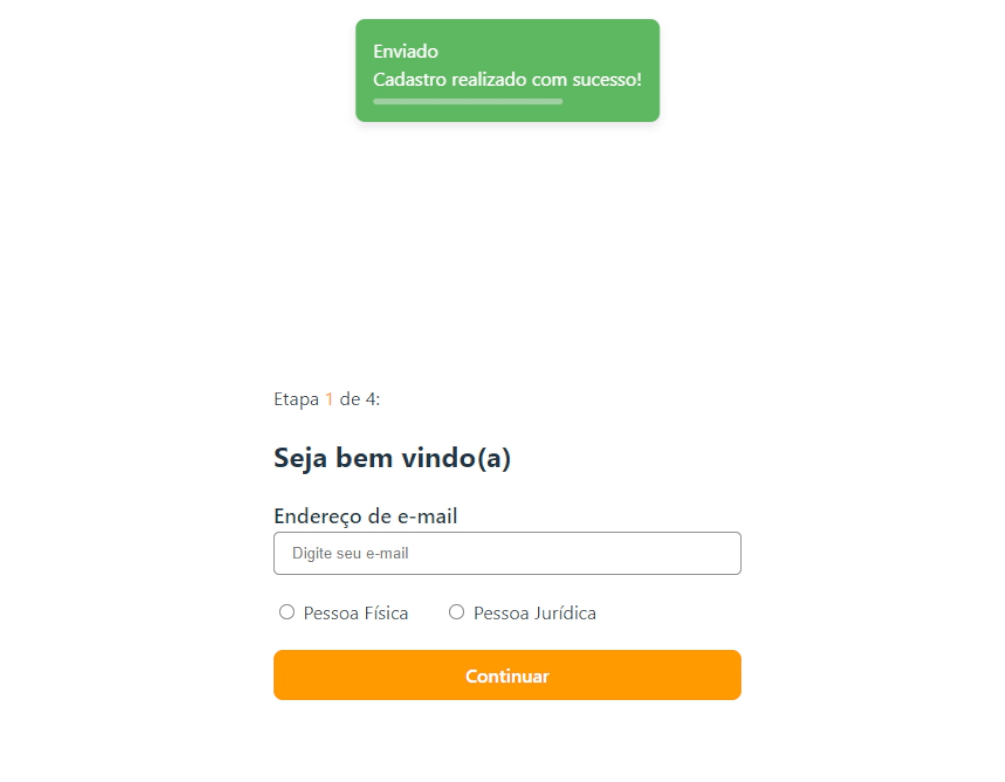 Enviado
Cadastro realizado com sucesso!
Etapa 1 de 4:
Seja bem vindo(a)
Endereço de e-mail
Digite seu e-mail
Pessoa Física Pessoa Jurídica
Continuar